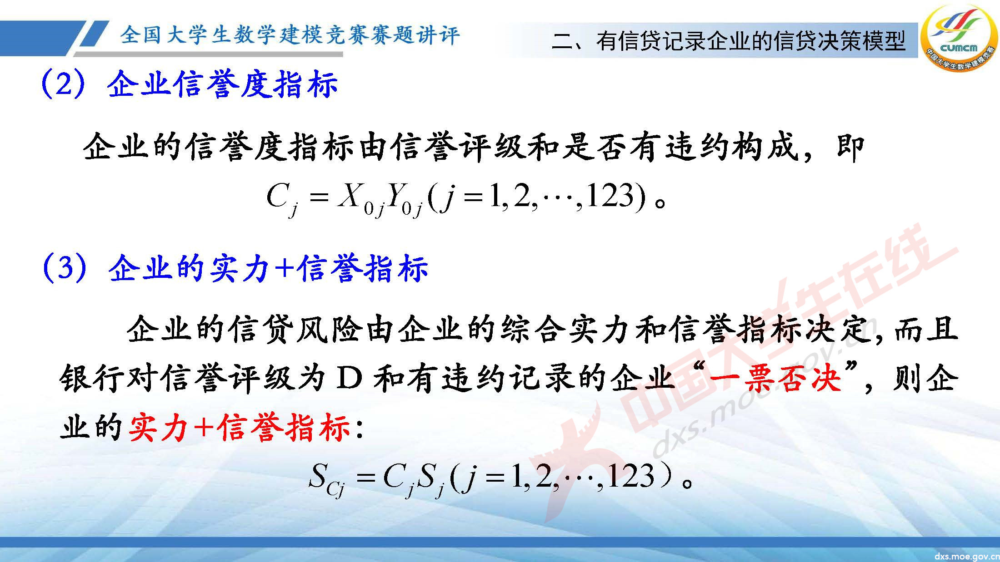 全国大学生数学建模竞赛赛题讲评
二、有信贷记录企业的信贷决策模型
CUMCM
中国大学生数学建模竞赛
（2）企业信誉度指标
企业的信誉度指标由信誉评级和是否有违约构成，即
C_j = X_{0j}Y_{0j}(j=1,2,⋯,123)。
（3）企业的实力+信誉指标
企业的信贷风险由企业的综合实力和信誉指标决定,而且
银行对信誉评级为 D 和有违约记录的企业“一票否决”，则企
业的实力+信誉指标：
S_{Cj} = C_jS_j(j=1,2,⋯,123）。
中国大学生在线
dxs.moe.gov.cn
dxs.moe.gov.cn